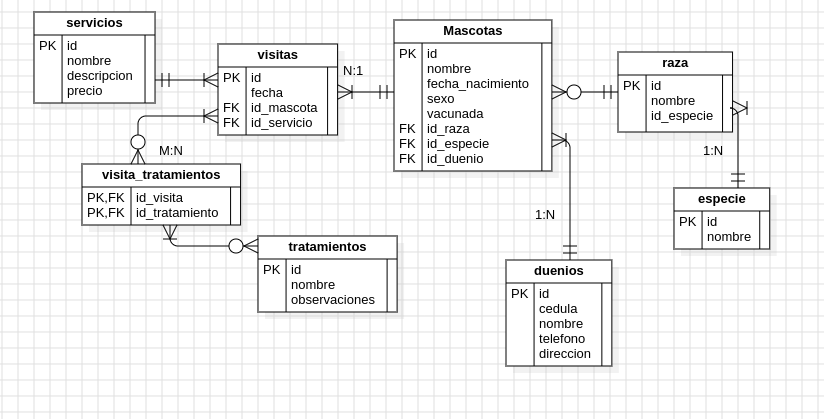 servicios
PK id
nombre
descripcion
precio
visitas
PK id
fecha
FK id_mascota
FK id_servicio
N:1
Mascotas
PK id
nombre
fecha_nacimiento
sexo
vacunada
FK id_raza
FK id_especie
FK id_duenio
raza
PK id
nombre
id_especie
1:N
especie
PK id
nombre
M:N
visita_tratamientos
PK,FK id_visita
PK,FK id_tratamiento
tratamientos
PK id
nombre
observaciones
1:N
duenios
PK id
cedula
nombre
telefono
direccion